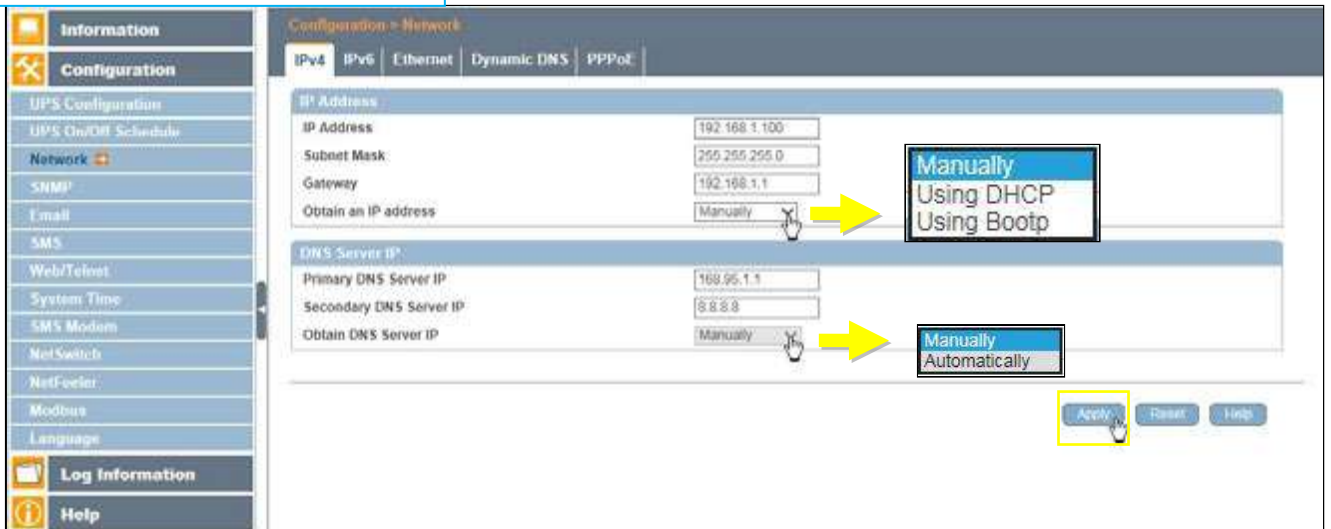 Information
Configuration
UPS Configuration
UPS On/Off Schedule
Network
SNMP
Email
SMS
Web/Telnet
System Time
SMS Modem
NetSwitch
NetFeeler
Modbus
Language
Log Information
Help
Configuration » Network
IPv4 IPv6 Ethernet Dynamic DNS PPPoE
IP Address
IP Address 192.168.1.100
Subnet Mask 255.255.255.0
Gateway 192.168.1.1
Obtain an IP address Manually
Manually
Using DHCP
Using Bootp
DNS Server IP
Primary DNS Server IP 168.95.1.1
Secondary DNS Server IP 8.8.8.8
Obtain DNS Server IP Manually
Manually
Automatically
Apply Reset Help